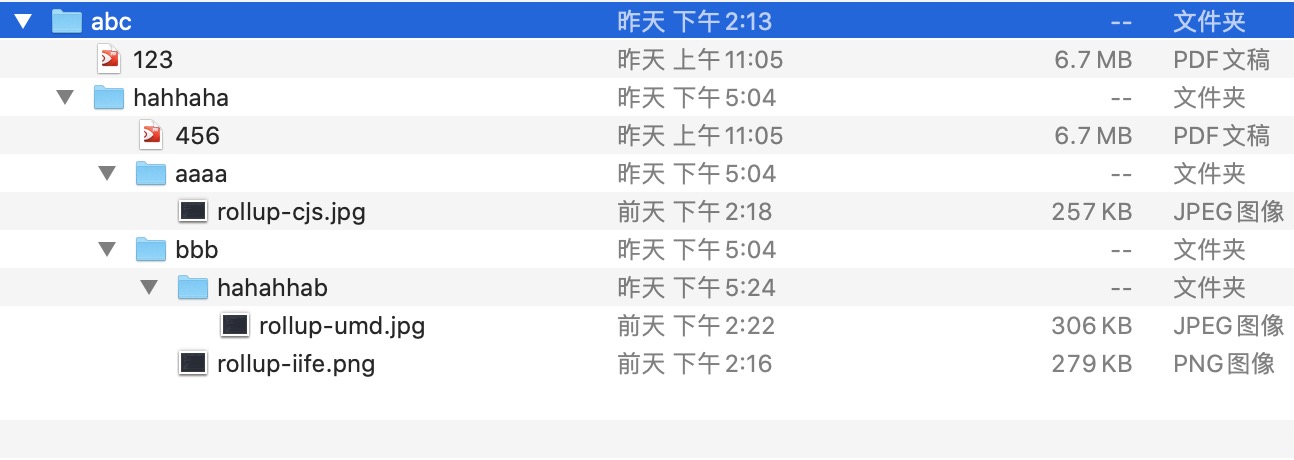 abc 昨天 下午 2:13 -- 文件夹
123 昨天 上午 11:05 6.7 MB PDF文稿
hahhaha 昨天 下午 5:04 -- 文件夹
456 昨天 上午 11:05 6.7 MB PDF文稿
aaaa 昨天 下午 5:04 -- 文件夹
rollup-cjs.jpg 前天 下午 2:18 257 KB JPEG图像
bbb 昨天 下午 5:04 -- 文件夹
hahahhab 昨天 下午 5:24 -- 文件夹
rollup-umd.jpg 前天 下午 2:22 306 KB JPEG图像
rollup-iife.png 前天 下午 2:16 279 KB PNG图像